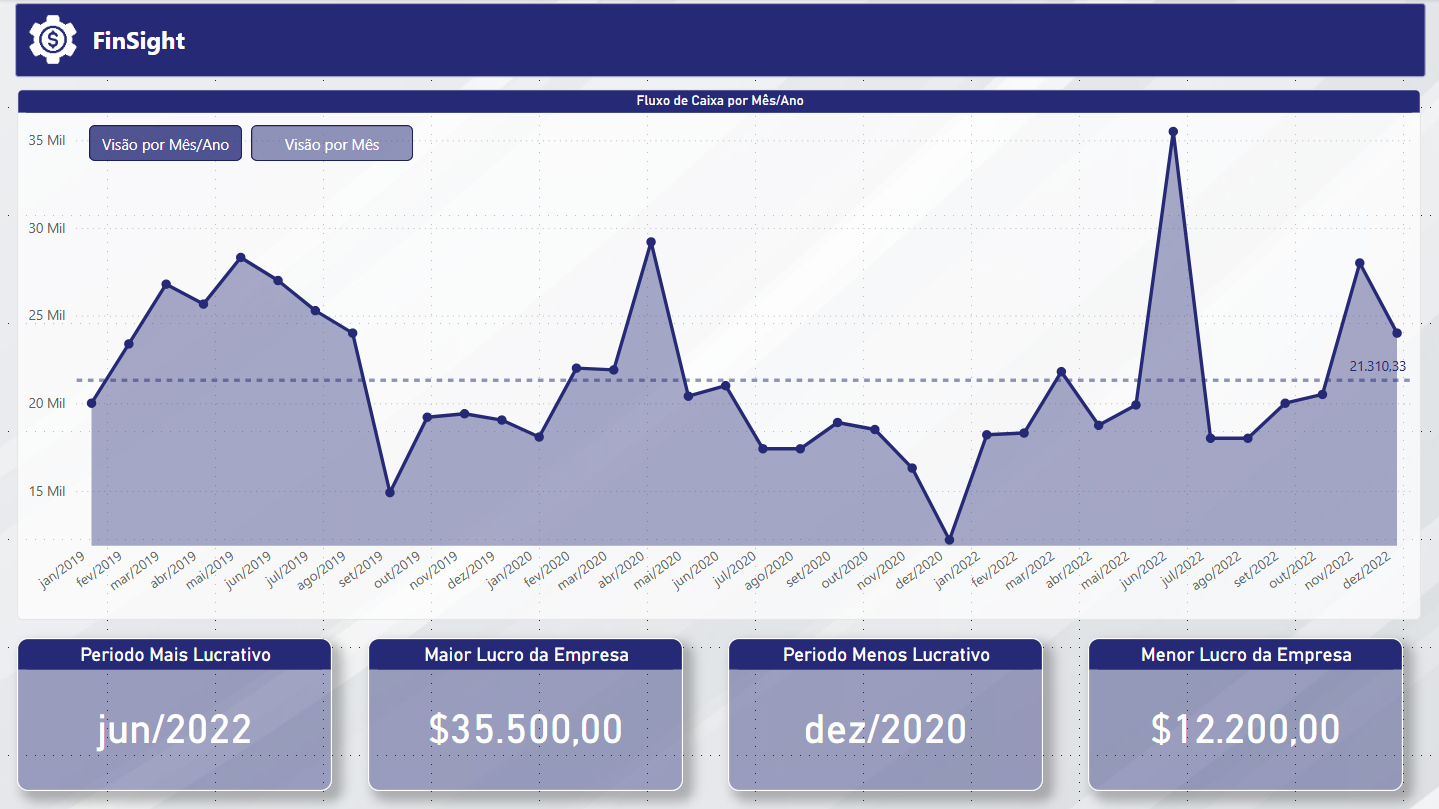 FinSight
Fluxo de Caixa por Mês/Ano
Visão por Mês/Ano
Visão por Mês
35 Mil
30 Mil
25 Mil
20 Mil
15 Mil
21.310,33
jan/2019
fev/2019
mar/2019
abr/2019
mai/2019
jun/2019
jul/2019
ago/2019
set/2019
out/2019
nov/2019
dez/2019
jan/2020
fev/2020
mar/2020
abr/2020
mai/2020
jun/2020
jul/2020
ago/2020
set/2020
out/2020
nov/2020
dez/2020
jan/2022
fev/2022
mar/2022
abr/2022
mai/2022
jun/2022
jul/2022
ago/2022
set/2022
out/2022
nov/2022
dez/2022
Periodo Mais Lucrativo
jun/2022
Maior Lucro da Empresa
$35.500,00
Periodo Menos Lucrativo
dez/2020
Menor Lucro da Empresa
$12.200,00